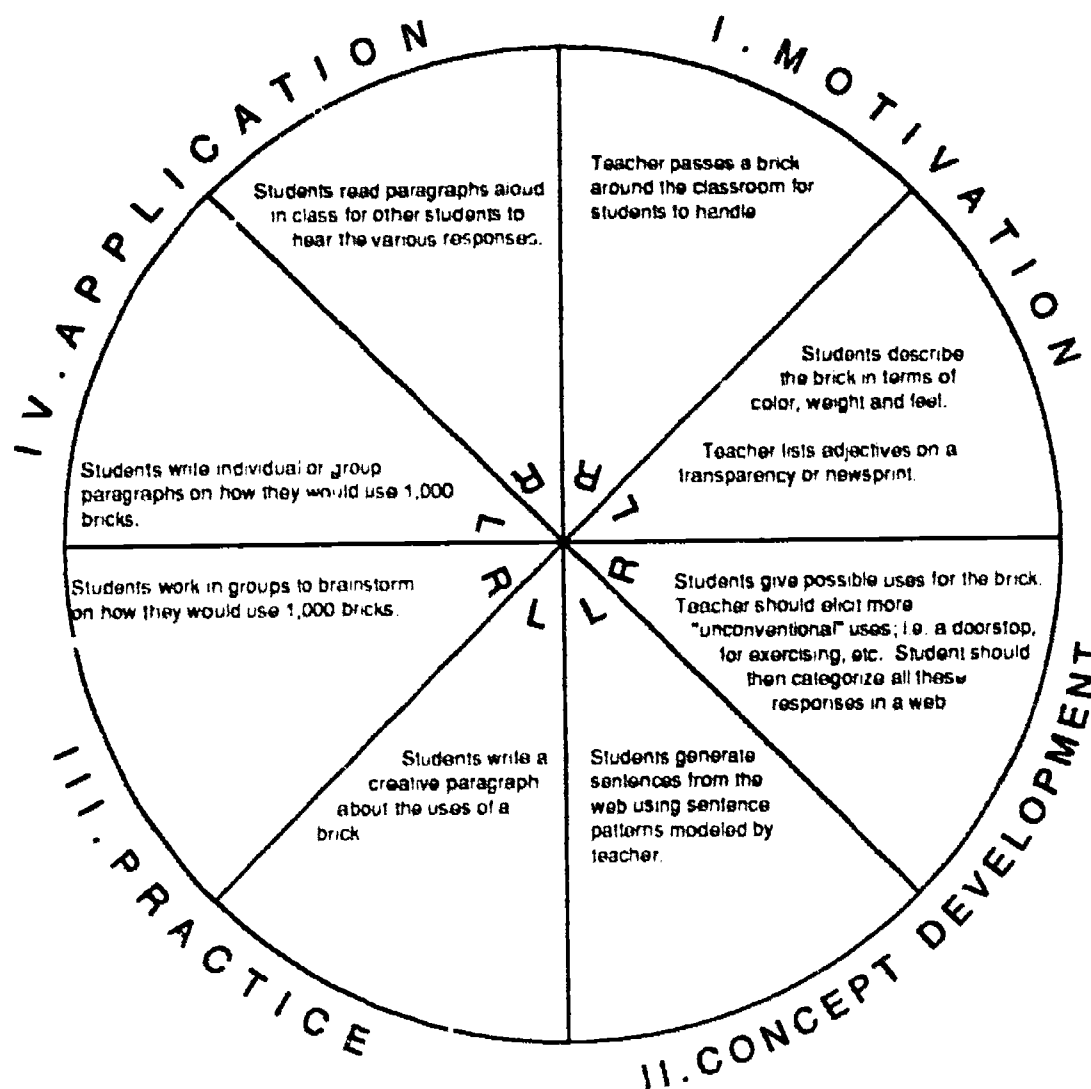 I. MOTIVATION
Teacher passes a brick
around the classroom for
students to handle
R
Students describe
the brick in terms of
color, weight and feel.
Teacher lists adjectives on a
transparency or newsprint.
L
II. CONCEPT DEVELOPMENT
Students give possible uses for the brick.
Teacher should elicit more
"unconventional" uses; i.e. a doorstop,
for exercising, etc. Student should
then categorize all these
responses in a web
R
Students generate
sentences from the
web using sentence
patterns modeled by
teacher.
L
III. PRACTICE
Students write a
creative paragraph
about the uses of a
brick
L
Students work in groups to brainstorm
on how they would use 1,000 bricks.
R
IV. APPLICATION
Students write individual or group
paragraphs on how they would use 1,000
bricks.
L
Students read paragraphs aloud
in class for other students to
hear the various responses.
R